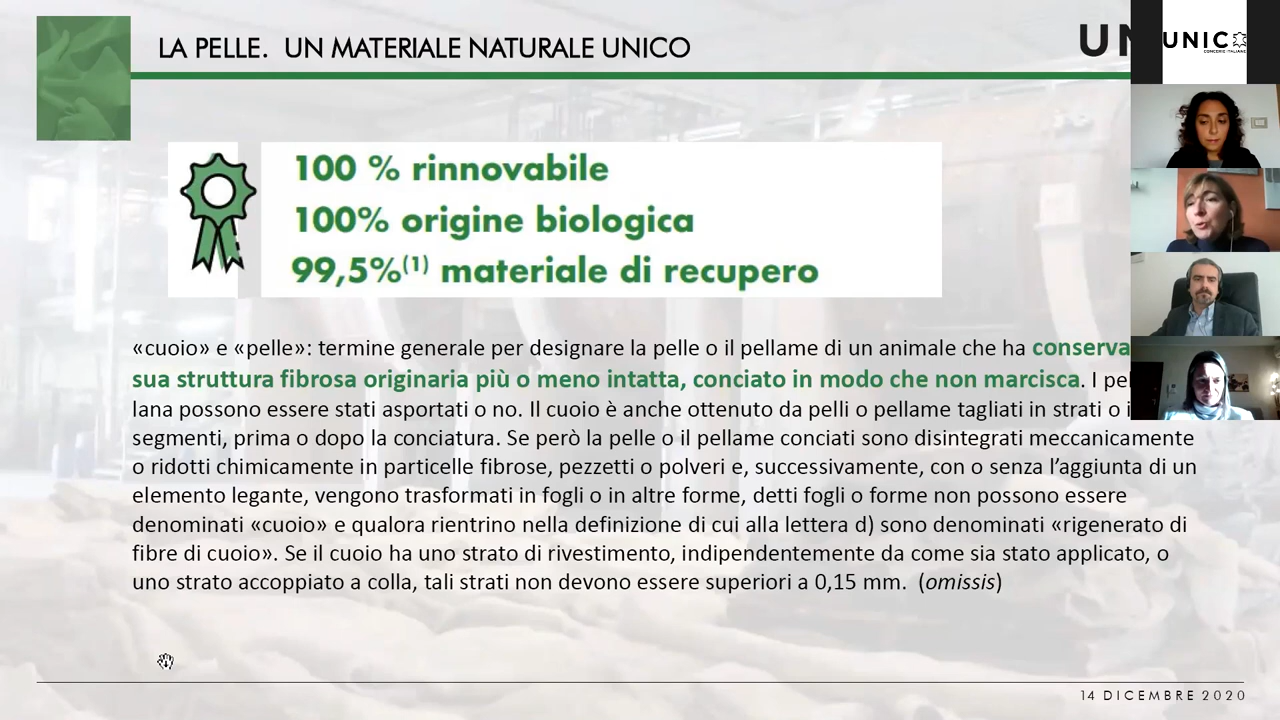 LA PELLE. UN MATERIALE NATURALE UNICO
UNIC
CONCERIE ITALIANE
100 % rinnovabile
100% origine biologica
99,5%(1) materiale di recupero
«cuoio» e «pelle»: termine generale per designare la pelle o il pellame di un animale che ha
sua struttura fibrosa originaria più o meno intatta, conciato in modo che non marcisca. I
lana possono essere stati asportati o no. Il cuoio è anche ottenuto da pelli o pellame tagliati in strati o
segmenti, prima o dopo la conciatura. Se però la pelle o il pellame conciati sono disintegrati meccanicamente
o ridotti chimicamente in particelle fibrose, pezzetti o polveri e, successivamente, con o senza l’aggiunta di un
elemento legante, vengono trasformati in fogli o in altre forme, detti fogli o forme non possono essere
denominati «cuoio» e qualora rientrino nella definizione di cui alla lettera d) sono denominati «rigenerato di
fibre di cuoio». Se il cuoio ha uno strato di rivestimento, indipendentemente da come sia stato applicato, o
uno strato accoppiato a colla, tali strati non devono essere superiori a 0,15 mm. (omissis)
14 DICEMBRE 2020